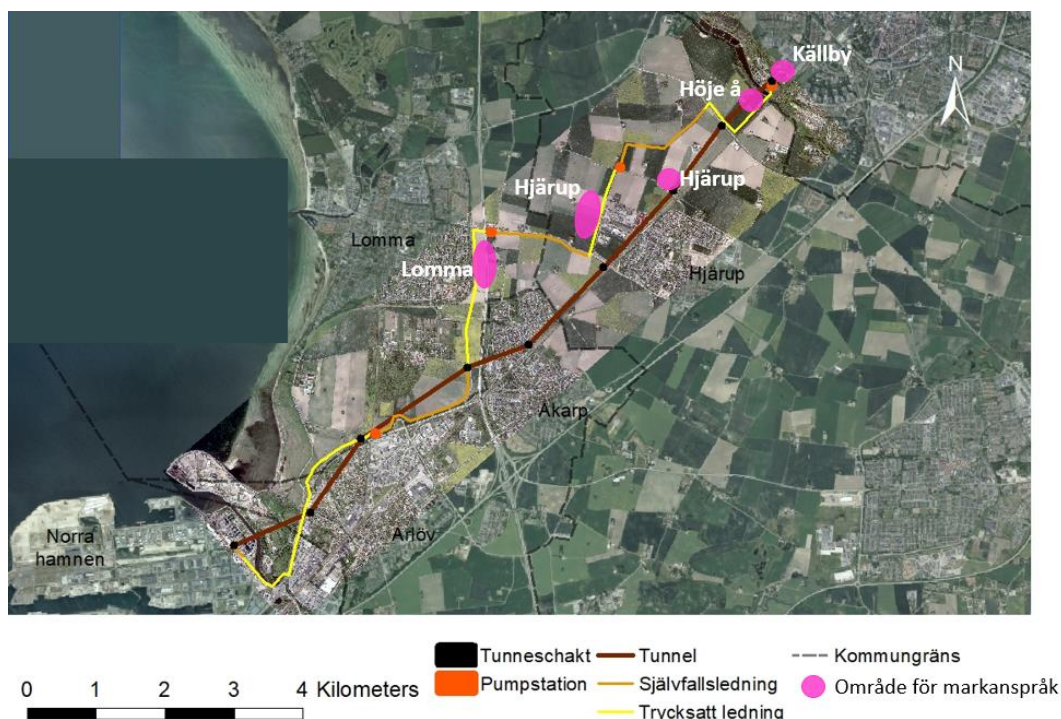 Källby
Höje å
N
Hjärup
Hjärup
Lomma
Lomma
Hjärup
Åkarp
Arlöv
Norra
hamnen
Tunneschakt
Tunnel
Kommungräns
Pumpstation
Självfallsledning
Område för markanspråk
Trycksatt ledning
0 1 2 3 4 Kilometers